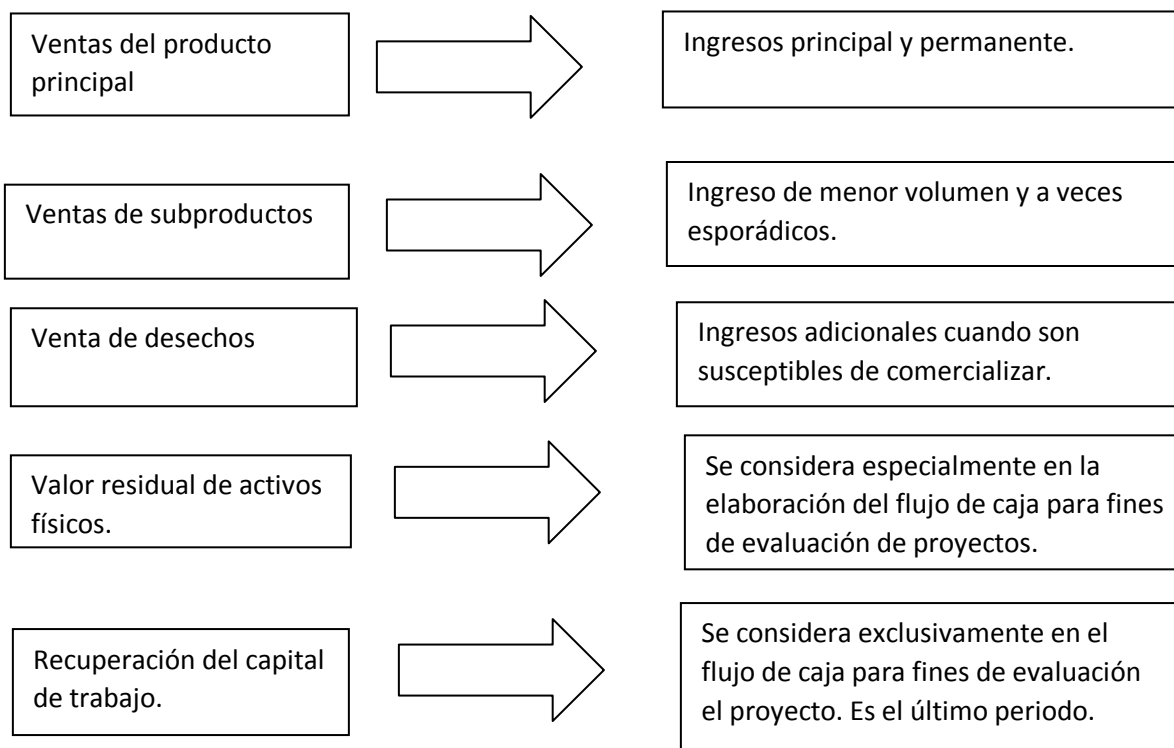 Ventas del producto
principal
Ingresos principal y permanente.
Ventas de subproductos
Ingreso de menor volumen y a veces
esporádicos.
Venta de desechos
Ingresos adicionales cuando son
susceptibles de comercializar.
Valor residual de activos
físicos.
Se considera especialmente en la
elaboración del flujo de caja para fines
de evaluación de proyectos.
Recuperación del capital
de trabajo.
Se considera exclusivamente en el
flujo de caja para fines de evaluación
el proyecto. Es el último periodo.